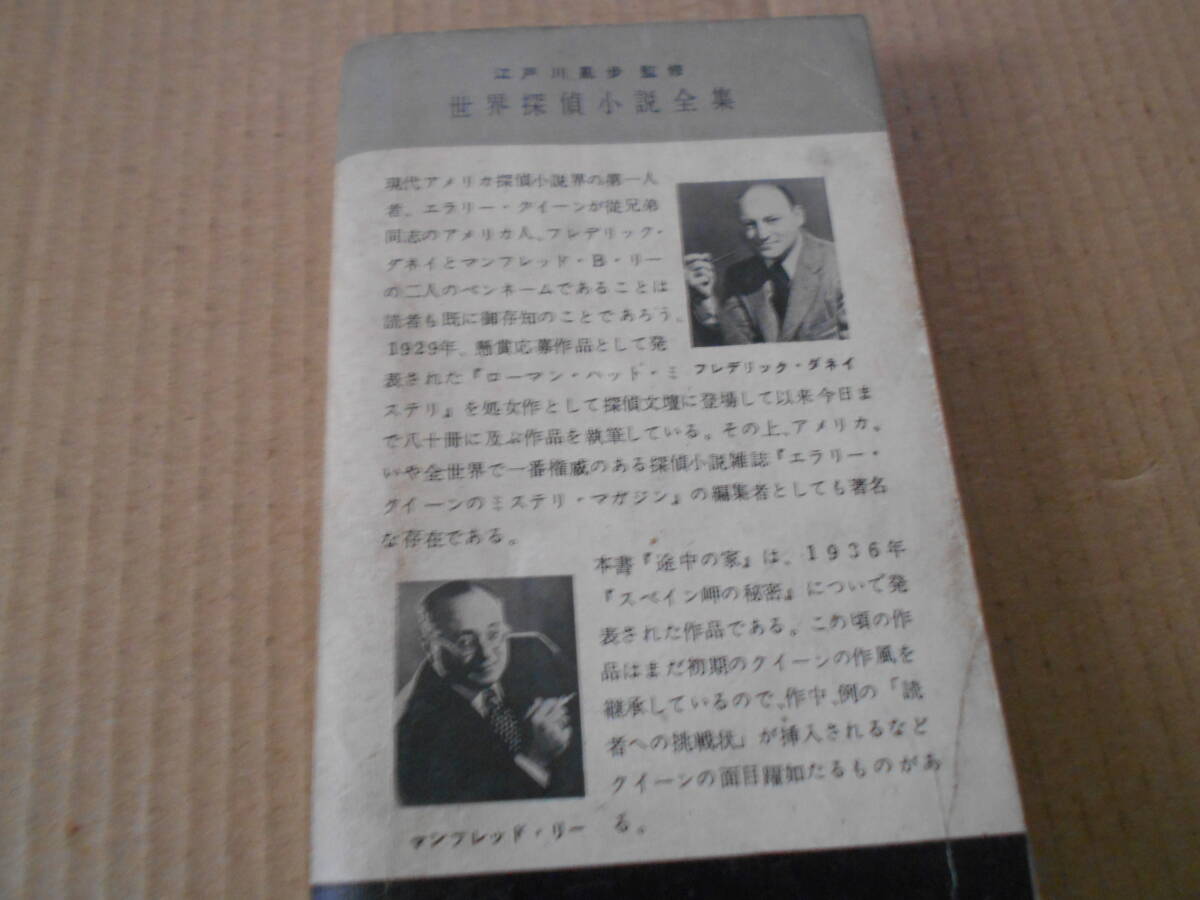 江戸川亂歩 監修
世界探偵小説全集
現代アメリカ探偵小説界の第一人
者、エラリー・クイーンが従兄弟
同志のアメリカ人、フレデリック・
ダネイとマンフレッド・B・リー
の二人のペンネームであることは
読者も既に御存知のことであろう。
1929年、懸賞応募作品として発
表された『ローマン・ハット・ミ
ステリ』を処女作として探偵文壇に登場して以来今日ま
で八十冊に及ぶ作品を執筆している。その上、アメリカ、
いや全世界で一番権威のある探偵小説雑誌『エラリー・
クイーンのミステリ・マガジン』の編集者としても著名
な存在である。
フレデリック・ダネイ
本書『途中の家』は、1936年
『スペイン岬の秘密』について発
表された作品である。この頃の作
品はまだ初期のクイーンの作風を
継承しているので、作中、例の「読
者への挑戦状」が挿入されるなど
クイーンの面目躍如たるものがあ
る。
マンフレッド・リー